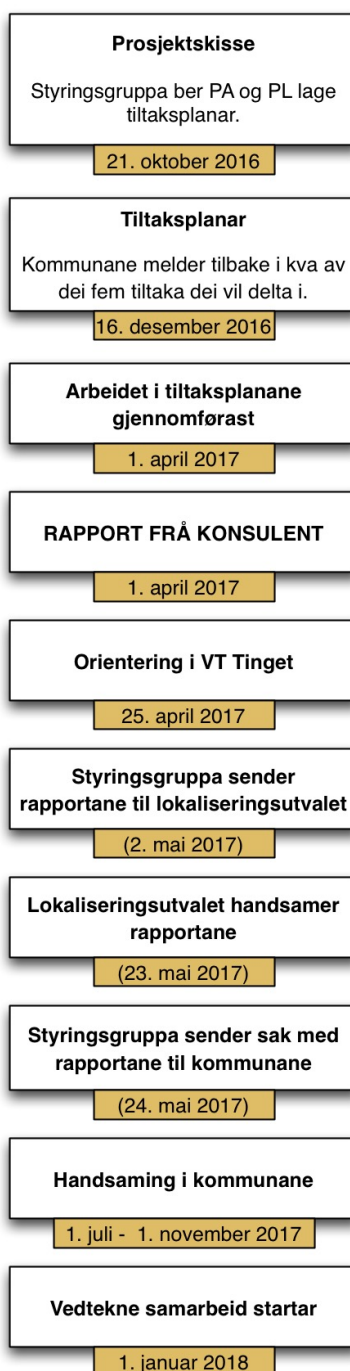 Prosjektskisse
Styringsgruppa ber PA og PL lage
tiltaksplanar.
21. oktober 2016
Tiltaksplanar
Kommunane melder tilbake i kva av
dei fem tiltaka dei vil delta i.
16. desember 2016
Arbeidet i tiltaksplanane
gjennomførast
1. april 2017
RAPPORT FRÅ KONSULENT
1. april 2017
Orientering i VT Tinget
25. april 2017
Styringsgruppa sender
rapportane til lokaliseringsutvalet
(2. mai 2017)
Lokaliseringsutvalet handsamer
rapportane
(23. mai 2017)
Styringsgruppa sender sak med
rapportane til kommunane
(24. mai 2017)
Handsaming i kommunane
1. juli -  1. november 2017
Vedtekne samarbeid startar
1. januar 2018